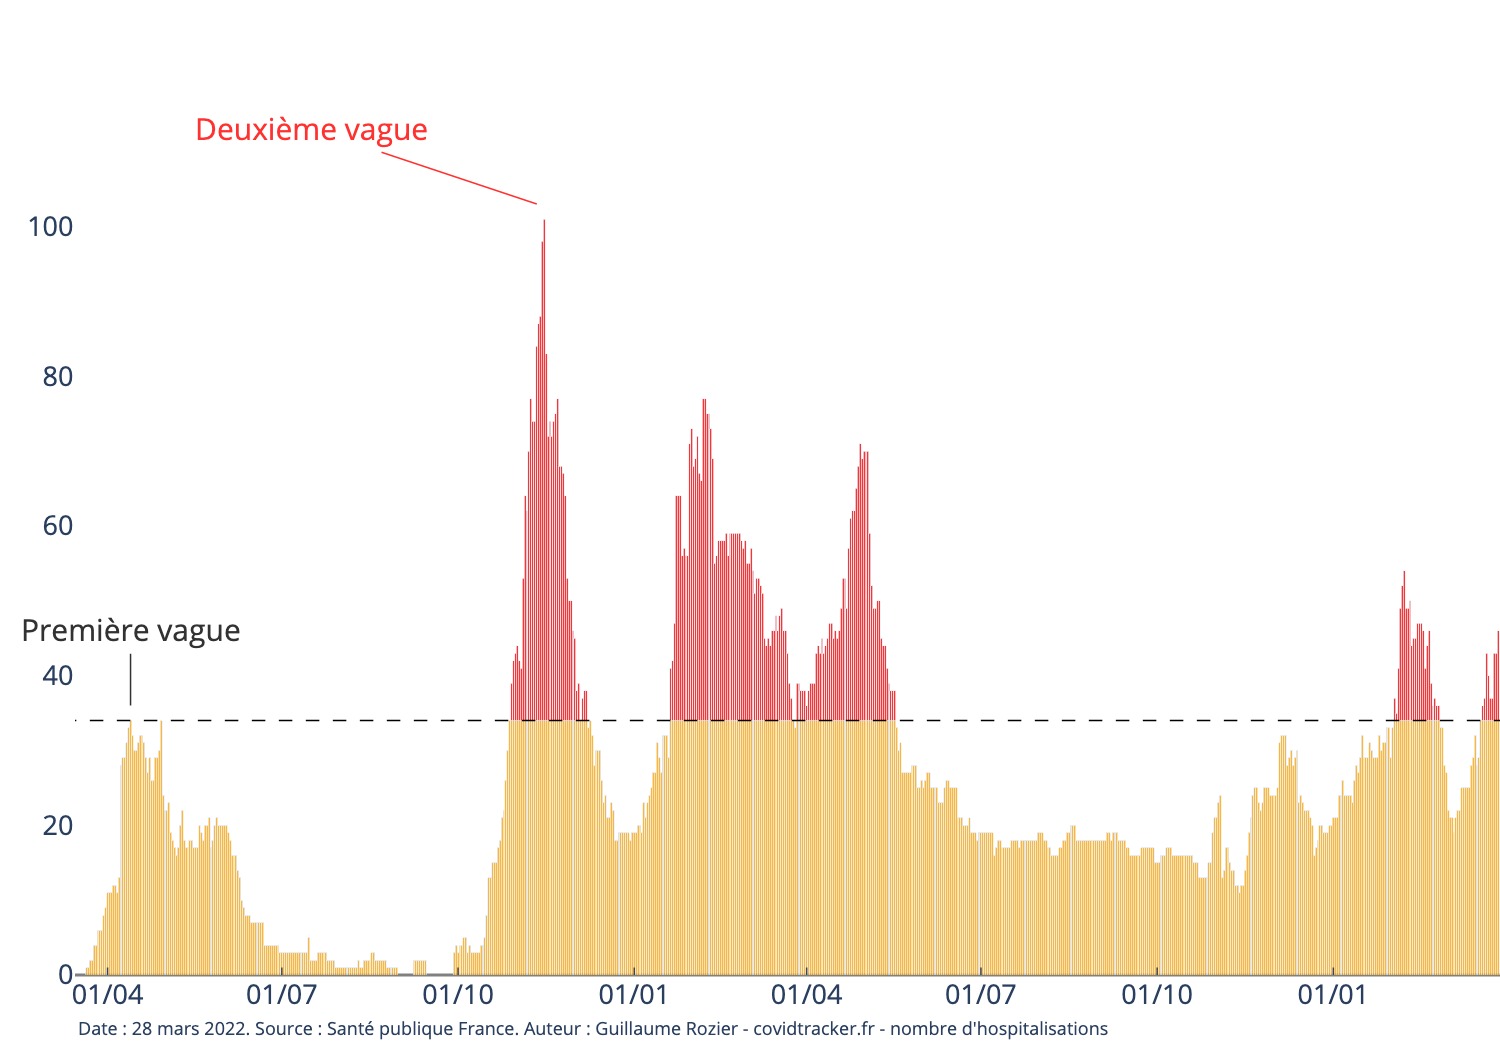 Deuxième vague
100
80
60
Première vague
40
20
0
01/04 01/07 01/10 01/01 01/04 01/07 01/10 01/01
Date : 28 mars 2022. Source : Santé publique France. Auteur : Guillaume Rozier - covidtracker.fr - nombre d'hospitalisations